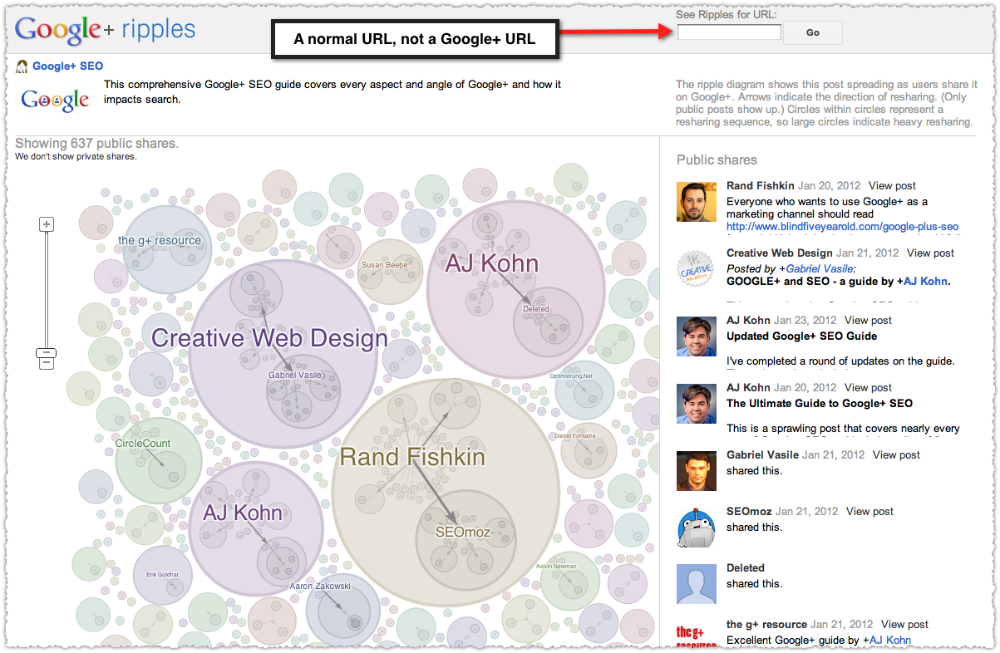 Google+ ripples
A normal URL, not a Google+ URL
See Ripples for URL:
Go
Google+ SEO
Google
This comprehensive Google+ SEO guide covers every aspect and angle of Google+ and how it
impacts search.
The ripple diagram shows this post spreading as users share it
on Google+. Arrows indicate the direction of resharing. (Only
public posts show up.) Circles within circles represent a
resharing sequence, so large circles indicate heavy resharing.
Showing 637 public shares.
We don't show private shares.
the g+ resource
Susan Beebe
AJ Kohn
Deleted
Creative Web Design
Gabriel Vasile
Optimierung.Net
CircleCount
Rand Fishkin
Daniel Fontaine
AJ Kohn
SEOmoz
Erik Goldhar
Aaron Zakowski
Kelvin Newman
Public shares
Rand Fishkin Jan 20, 2012 View post
Everyone who wants to use Google+ as a
marketing channel should read
http://www.blindfiveyearold.com/google-plus-seo
CREATIVE
Creative Web Design Jan 21, 2012 View post
Posted by +Gabriel Vasile:
GOOGLE+ and SEO - a guide by +AJ Kohn.
AJ Kohn Jan 23, 2012 View post
Updated Google+ SEO Guide
I've completed a round of updates on the guide.
AJ Kohn Jan 20, 2012 View post
The Ultimate Guide to Google+ SEO
This is a sprawling post that covers nearly every
Gabriel Vasile Jan 21, 2012 View post
shared this.
SEOmoz Jan 21, 2012 View post
shared this.
Deleted
shared this.
the g+
resource
the g+ resource Jan 21, 2012 View post
Excellent Google+ guide by +AJ Kohn